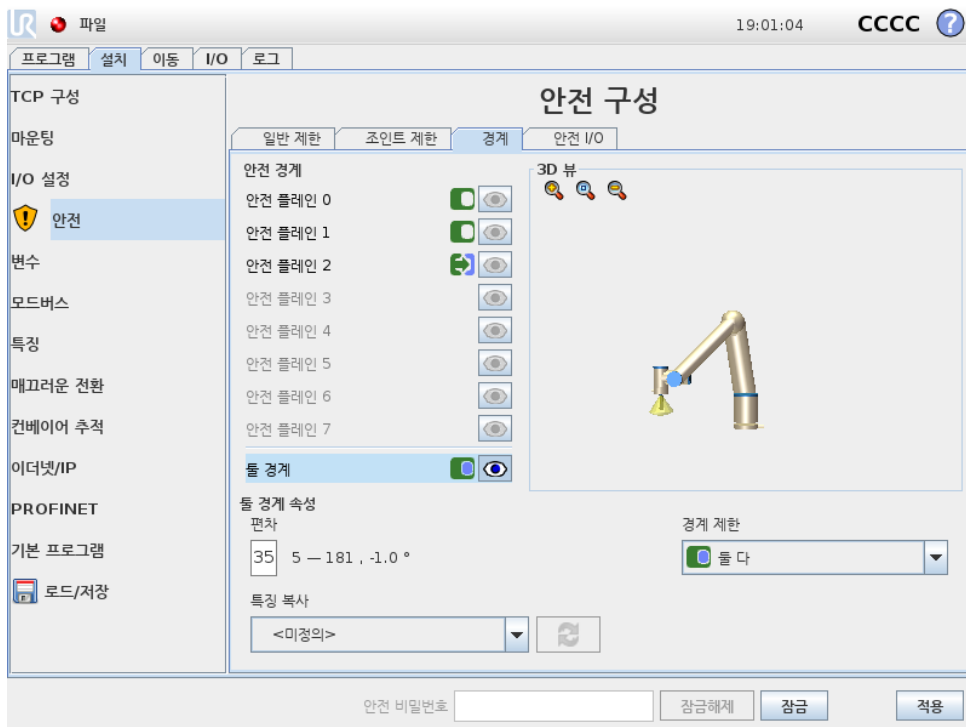 UR 파일 19:01:04 CCCC ?
프로그램 설치 이동 I/O 로그
TCP 구성
마운팅
I/O 설정
안전
변수
모드버스
특징
매끄러운 전환
컨베이어 추적
이더넷/IP
PROFINET
기본 프로그램
로드/저장
안전 구성
일반 제한 조인트 제한 경계 안전 I/O
안전 경계
안전 플레인 0
안전 플레인 1
안전 플레인 2
안전 플레인 3
안전 플레인 4
안전 플레인 5
안전 플레인 6
안전 플레인 7
툴 경계
3D 뷰
툴 경계 속성
편차
35 5 — 181 , -1.0 °
경계 제한
둘 다
특징 복사
<미정의>
안전 비밀번호 잠금해제 잠금 적용